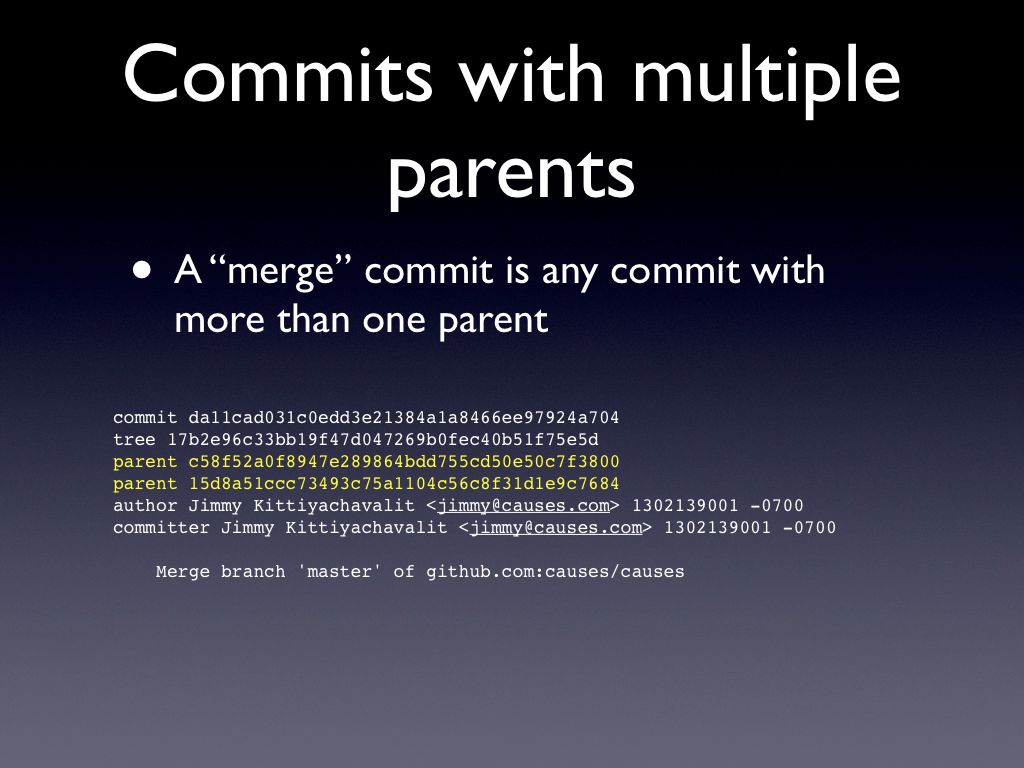 Commits with multiple
parents
• A “merge” commit is any commit with
more than one parent
commit da11cad031c0edd3e21384a1a8466ee97924a704
tree 17b2e96c33bb19f47d047269b0fec40b51f75e5d
parent c58f52a0f8947e289864bdd755cd50e50c7f3800
parent 15d8a51ccc73493c75a1104c56c8f31d1e9c7684
author Jimmy Kittiyachavalit <jimmy@causes.com> 1302139001 -0700
committer Jimmy Kittiyachavalit <jimmy@causes.com> 1302139001 -0700
Merge branch 'master' of github.com:causes/causes